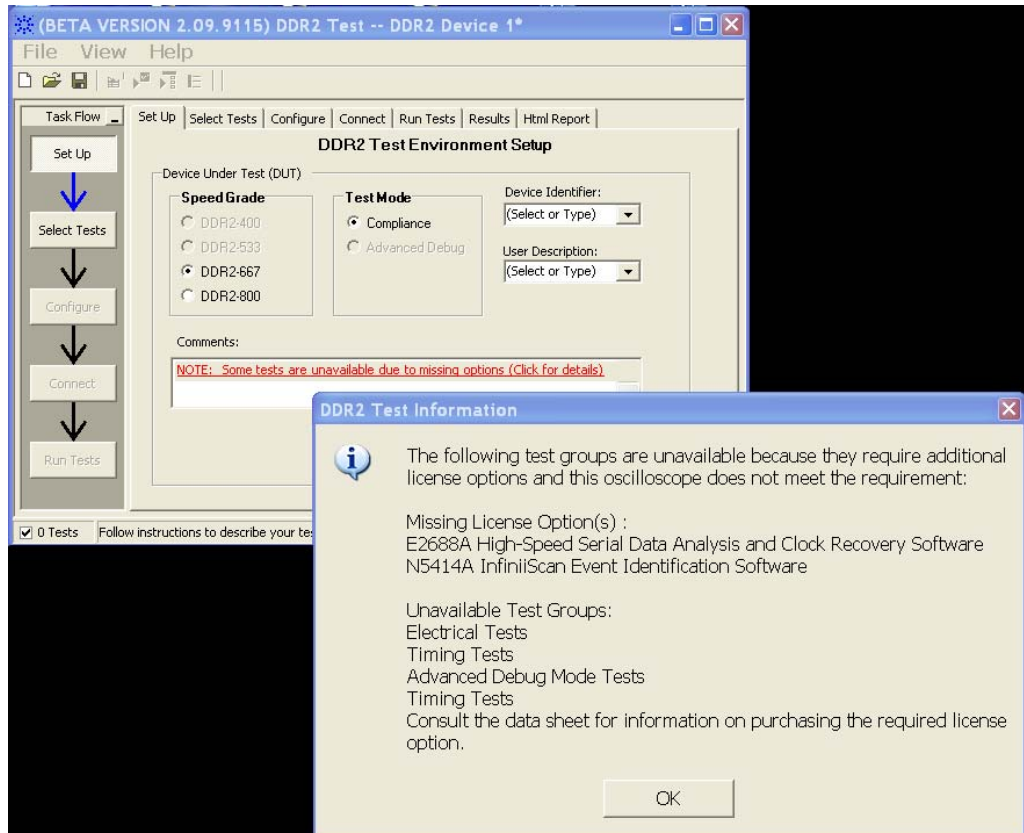 (BETA VERSION 2.09.9115) DDR2 Test -- DDR2 Device 1*
File View Help
Task Flow
Set Up
Select Tests
Configure
Connect
Run Tests
Set Up Select Tests Configure Connect Run Tests Results Html Report
DDR2 Test Environment Setup
Device Under Test (DUT)
Speed Grade
DDR2-400
DDR2-533
DDR2-667
DDR2-800
Test Mode
Compliance
Advanced Debug
Device Identifier:
(Select or Type)
User Description:
(Select or Type)
Comments:
NOTE: Some tests are unavailable due to missing options (Click for details)
0 Tests Follow instructions to describe your
DDR2 Test Information
The following test groups are unavailable because they require additional
license options and this oscilloscope does not meet the requirement:
Missing License Option(s) :
E2688A High-Speed Serial Data Analysis and Clock Recovery Software
N5414A InfiniiScan Event Identification Software
Unavailable Test Groups:
Electrical Tests
Timing Tests
Advanced Debug Mode Tests
Timing Tests
Consult the data sheet for information on purchasing the required license
option.
OK